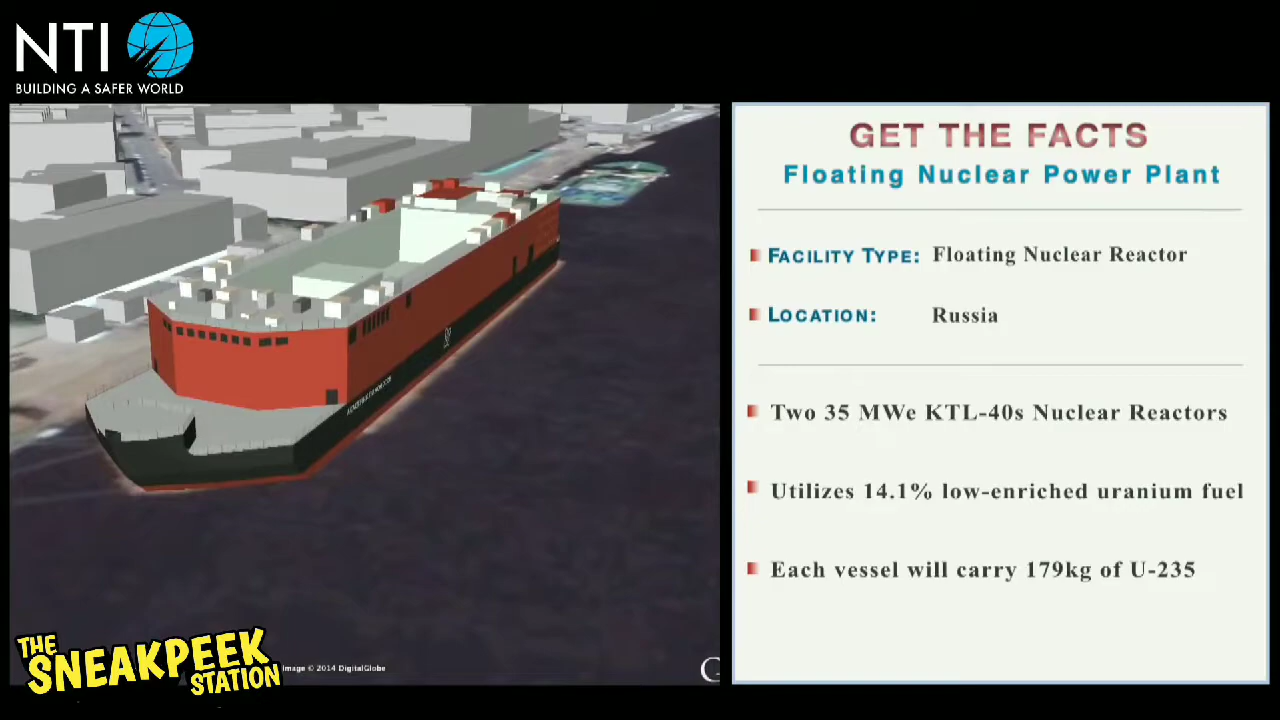 NTI
BUILDING A SAFER WORLD
GET THE FACTS
Floating Nuclear Power Plant
FACILITY TYPE: Floating Nuclear Reactor
LOCATION: Russia
Two 35 MWe KTL-40s Nuclear Reactors
Utilizes 14.1% low-enriched uranium fuel
Each vessel will carry 179kg of U-235
THE
SNEAKPEEK
STATION
Image © 2014 DigitalGlobe
G